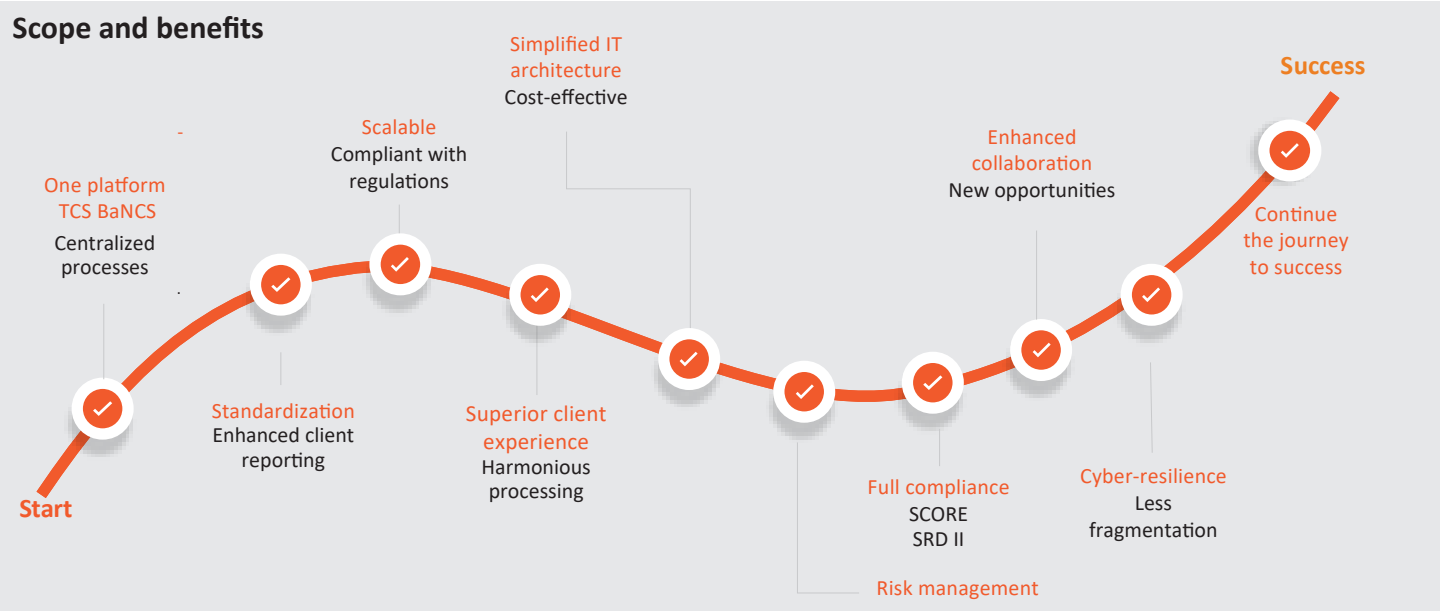 Scope and benefits
Start
One platform
TCS BaNCS
Centralized
processes
Standardization
Enhanced client
reporting
Scalable
Compliant with
regulations
Superior client
experience
Harmonious
processing
Simplified IT
architecture
Cost-effective
Risk management
Full compliance
SCORE
SRD II
Enhanced
collaboration
New opportunities
Cyber-resilience
Less
fragmentation
Continue
the journey
to success
Success